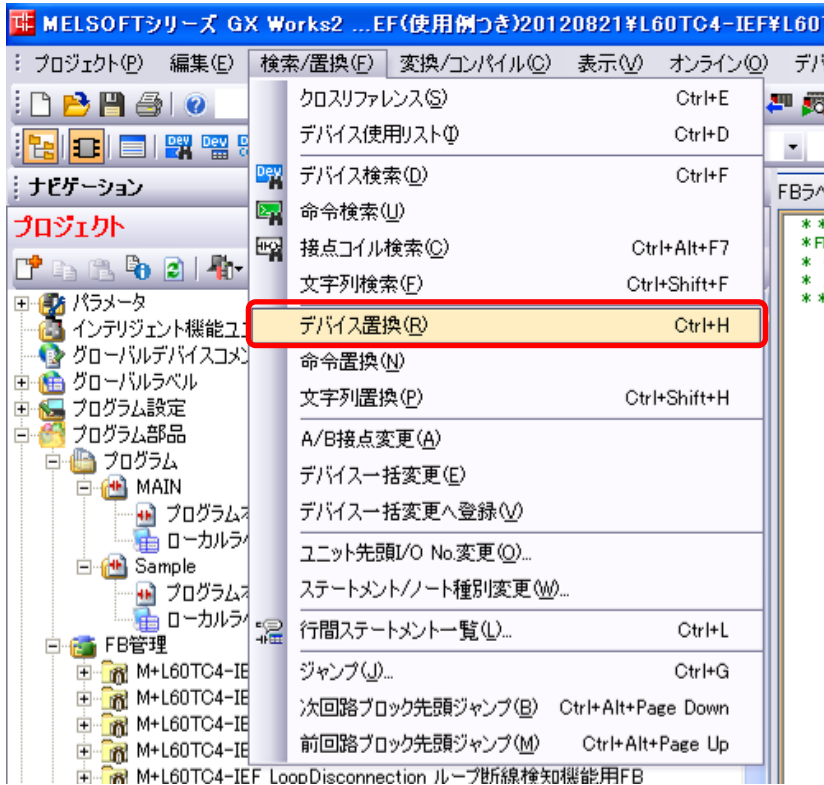 MELSOFTシリーズ GX Works2 ...EF(使用例つき)20120821¥L60TC4-IEF¥L60
プロジェクト(P) 編集(E) 検索/置換(F) 変換/コンパイル(C) 表示(V) オンライン(O) デバ
クロスリファレンス(S) Ctrl+E
デバイス使用リスト(I) Ctrl+D
デバイス検索(D) Ctrl+F
命令検索(U)
接点コイル検索(C) Ctrl+Alt+F7
文字列検索(F) Ctrl+Shift+F
デバイス置換(R) Ctrl+H
命令置換(N)
文字列置換(P) Ctrl+Shift+H
A/B接点変更(A)
デバイス一括変更(E)
デバイス一括変更へ登録(V)
ユニット先頭I/O No.変更(O)...
ステートメント/ノート種別変更(W)...
行間ステートメント一覧(L)... Ctrl+L
ジャンプ(J)... Ctrl+G
次回路ブロック先頭ジャンプ(B) Ctrl+Alt+Page Down
前回路ブロック先頭ジャンプ(M) Ctrl+Alt+Page Up
ナビゲーション
プロジェクト
パラメータ
インテリジェント機能ユニ
グローバルデバイスコメン
グローバルラベル
プログラム設定
プログラム部品
プログラム
MAIN
プログラム本
ローカルラベ
Sample
プログラム本
ローカルラベ
FB管理
M+L60TC4-IE
M+L60TC4-IE
M+L60TC4-IE
M+L60TC4-IE
M+L60TC4-IEF_LoopDisconnection ループ断線検知機能用FB
FBラベ
**
*F
*
*
**